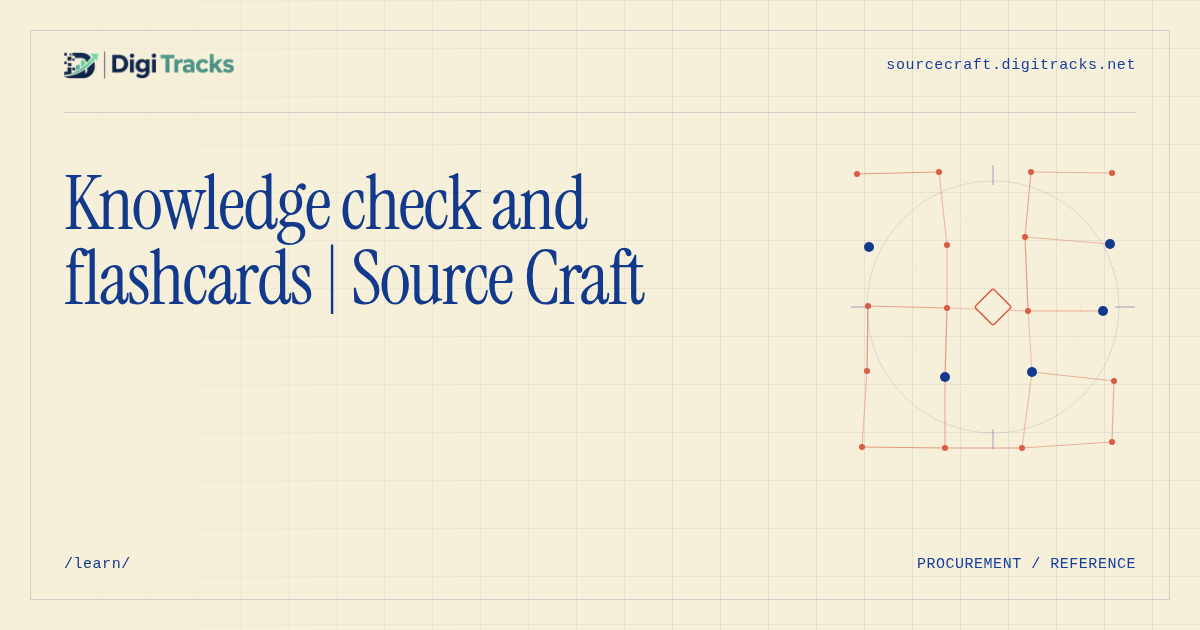 Digi Tracks
sourcecraft.digitracks.net
Knowledge check and
flashcards | Source Craft
/learn/
PROCUREMENT / REFERENCE